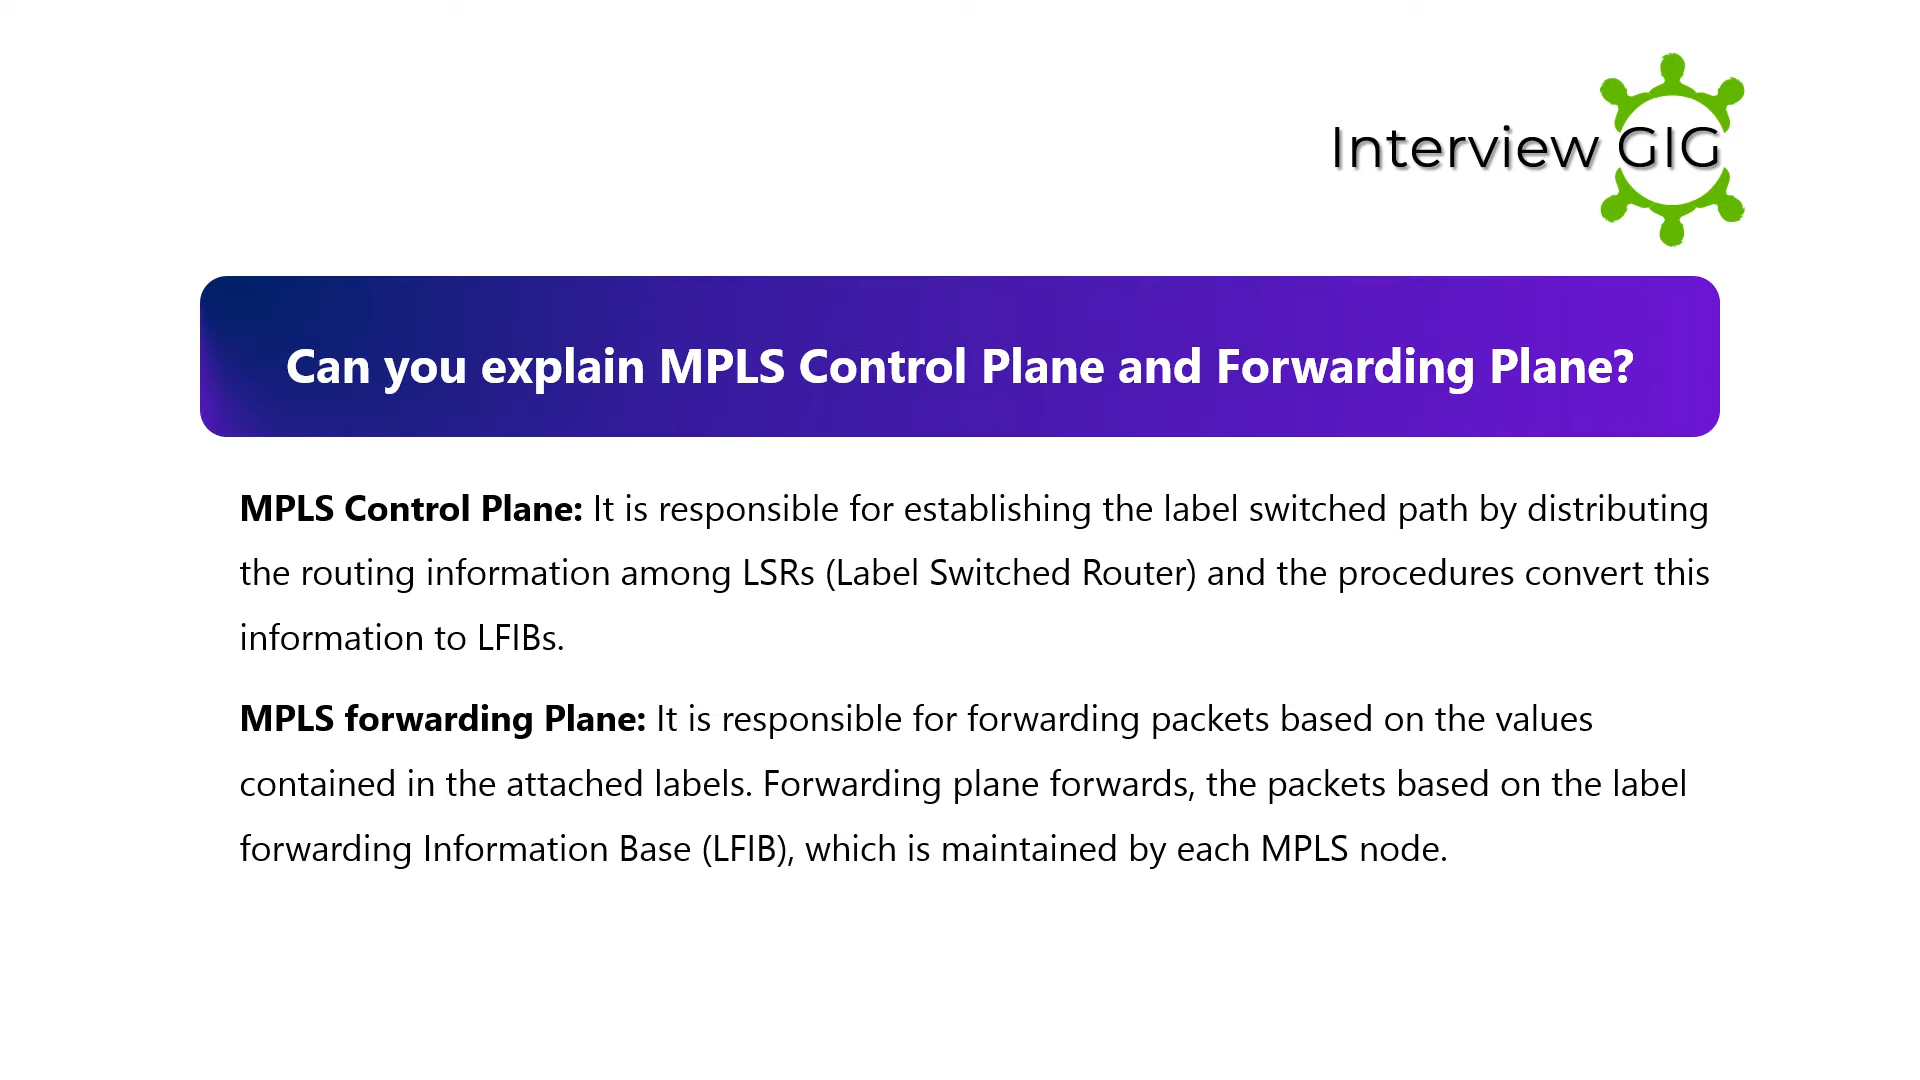 Interview GIG
Can you explain MPLS Control Plane and Forwarding Plane?
MPLS Control Plane: It is responsible for establishing the label switched path by distributing
the routing information among LSRs (Label Switched Router) and the procedures convert this
information to LFIBs.
MPLS forwarding Plane: It is responsible for forwarding packets based on the values
contained in the attached labels. Forwarding plane forwards, the packets based on the label
forwarding Information Base (LFIB), which is maintained by each MPLS node.